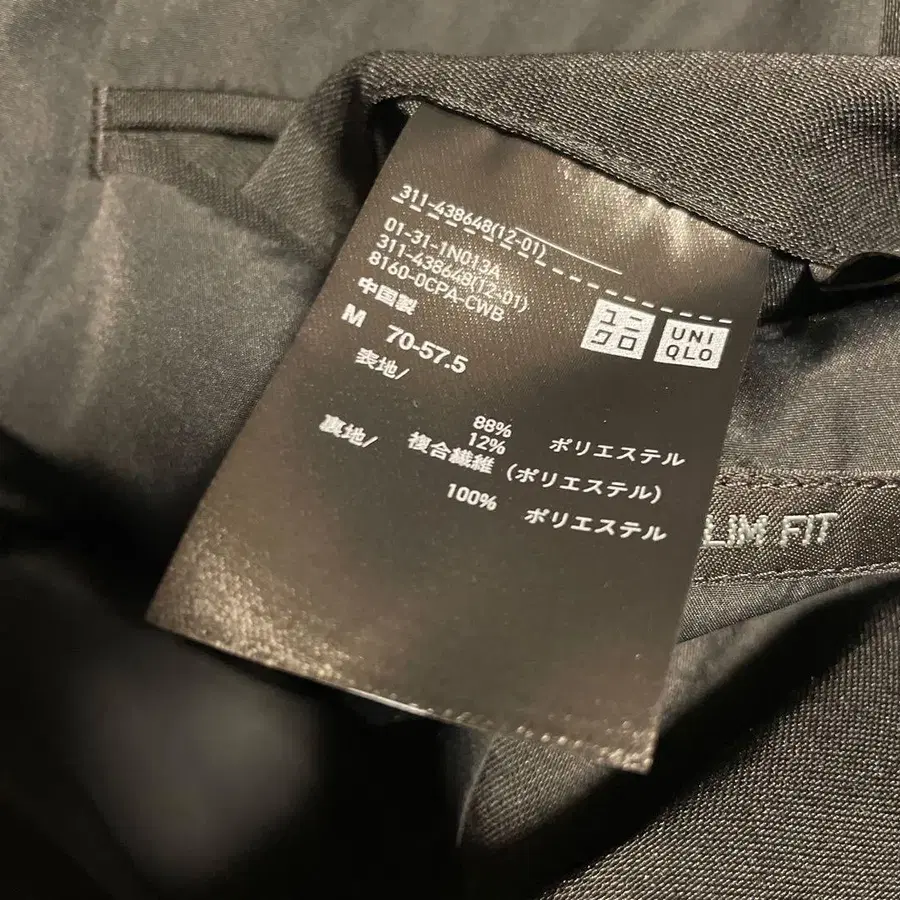 311-438648(12-01)
01-31-1N013A
311-438648(12-01)
8160-0CPA-CWB
中国製
M 70-57.5
ユニクロ
UNIQLO
表地/
88% ポリエステル
12% 複合繊維(ポリエステル)
裏地/
100% ポリエステル
LIM FIT